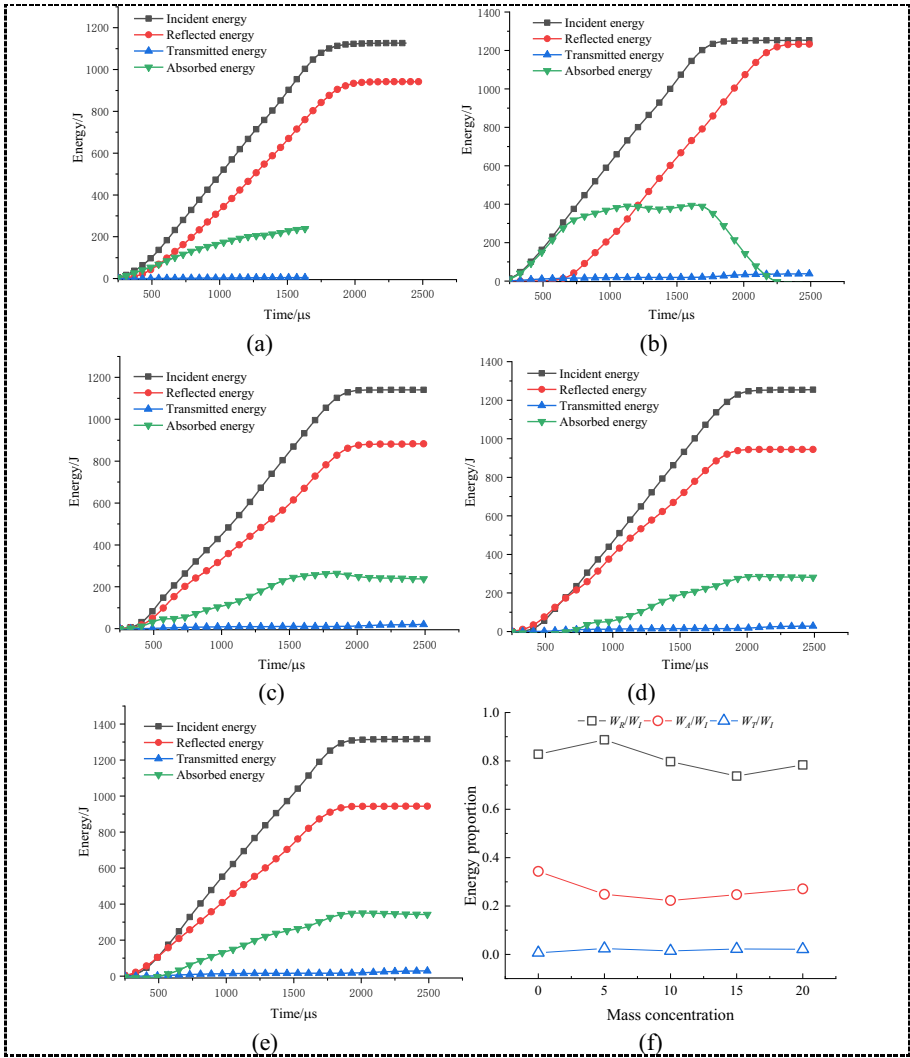 1200
1000
800
600
400
200
0
Energy/J
Incident energy
Reflected energy
Transmitted energy
Absorbed energy
500
1000
1500
2000
2500
Time/μs
(a)
1400
1200
1000
800
600
400
200
0
Energy/J
Incident energy
Reflected energy
Transmitted energy
Absorbed energy
500
1000
1500
2000
2500
Time/μs
(b)
1200
1000
800
600
400
200
0
Energy/J
Incident energy
Reflected energy
Transmitted energy
Absorbed energy
500
1000
1500
2000
2500
Time/μs
(c)
1400
1200
1000
800
600
400
200
0
Energy/J
Incident energy
Reflected energy
Transmitted energy
Absorbed energy
500
1000
1500
2000
2500
Time/μs
(d)
1400
1200
1000
800
600
400
200
0
Energy/J
Incident energy
Reflected energy
Transmitted energy
Absorbed energy
500
1000
1500
2000
2500
Time/μs
(e)
1.0
0.8
0.6
0.4
0.2
0.0
Energy proportion
W_R/W_I W_A/W_I W_T/W_I
0
5
10
15
20
Mass concentration
(f)